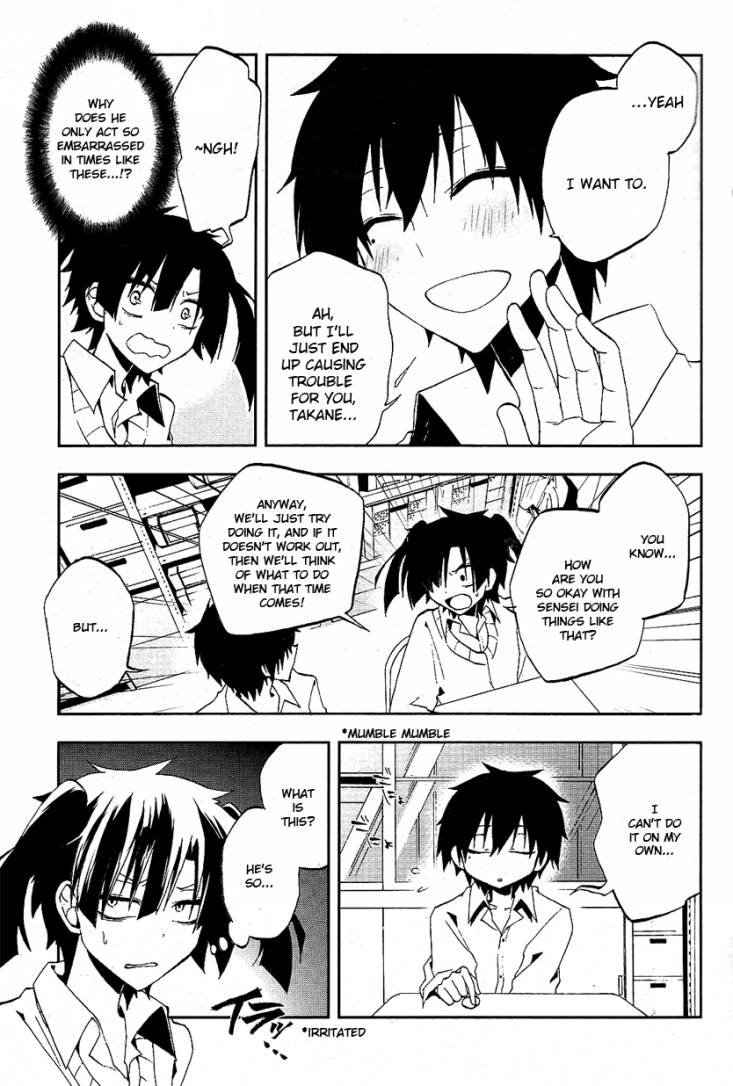 ...YEAH
I WANT TO.
AH,
BUT I'LL
JUST END
UP CAUSING
TROUBLE
FOR YOU,
TAKANE...
~NGH!
WHY
DOES HE
ONLY ACT SO
EMBARRASSED
IN TIMES LIKE
THESE...!?
YOU
KNOW...
HOW
ARE YOU
SO OKAY WITH
SENSEI DOING
THINGS LIKE
THAT?
ANYWAY,
WE'LL JUST TRY
DOING IT, AND IF IT
DOESN'T WORK OUT,
THEN WE'LL THINK
OF WHAT TO DO
WHEN THAT TIME
COMES!
BUT...
*MUMBLE MUMBLE
I
CAN'T DO
IT ON MY
OWN...
WHAT
IS
THIS?
HE'S
SO...
イラッ…
*IRRITATED